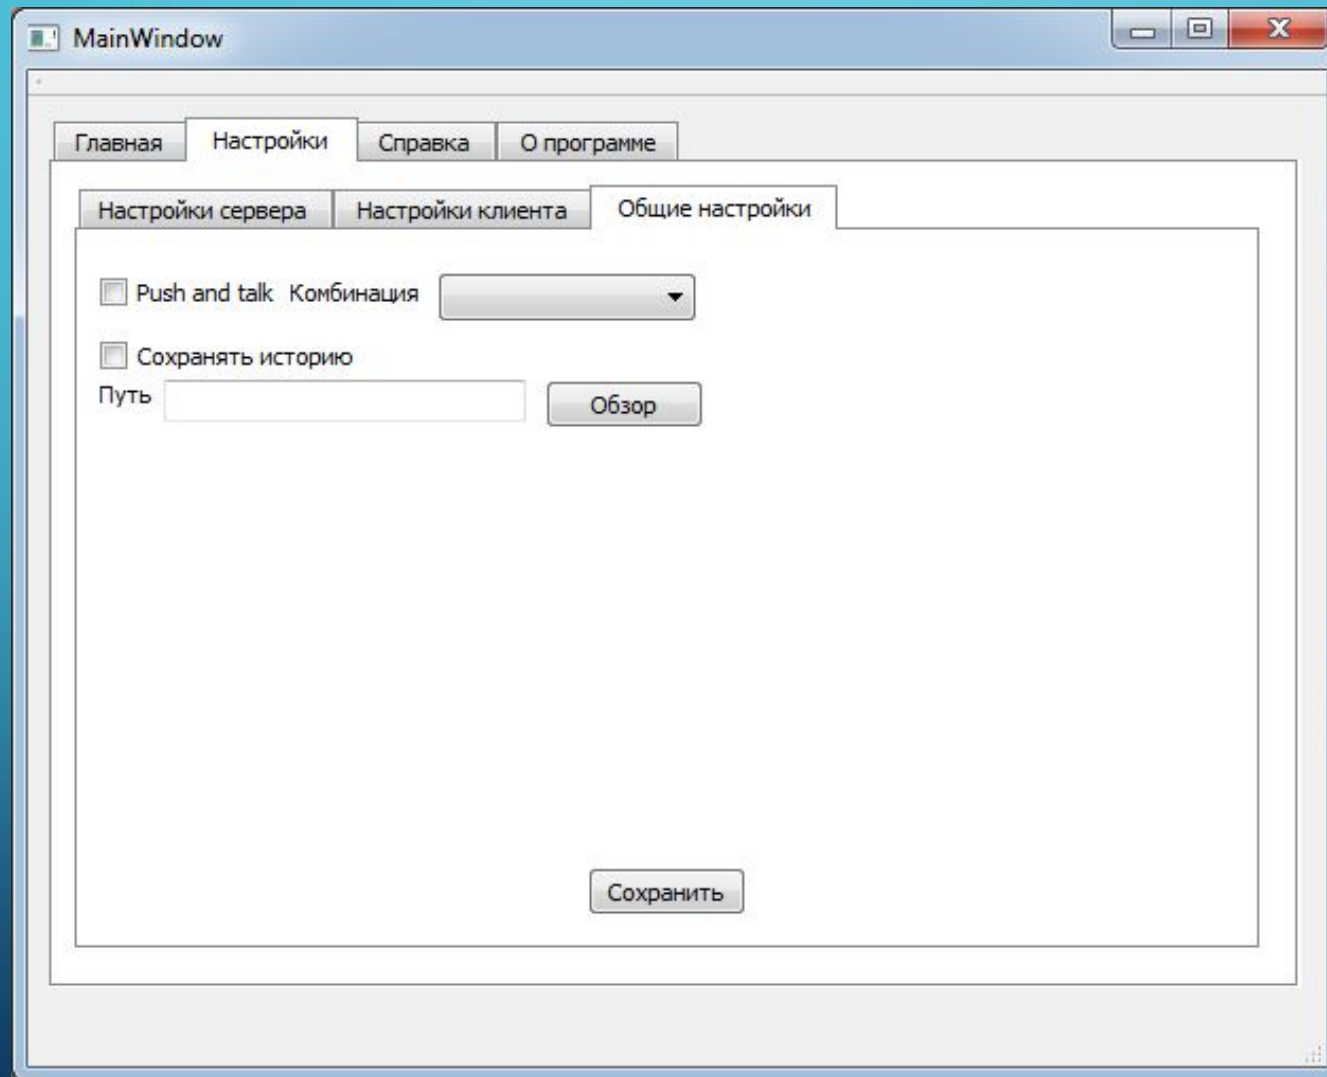 MainWindow
Главная Настройки Справка О программе
Настройки сервера Настройки клиента Общие настройки
Push and talk Комбинация
Сохранять историю
Путь Обзор
Сохранить